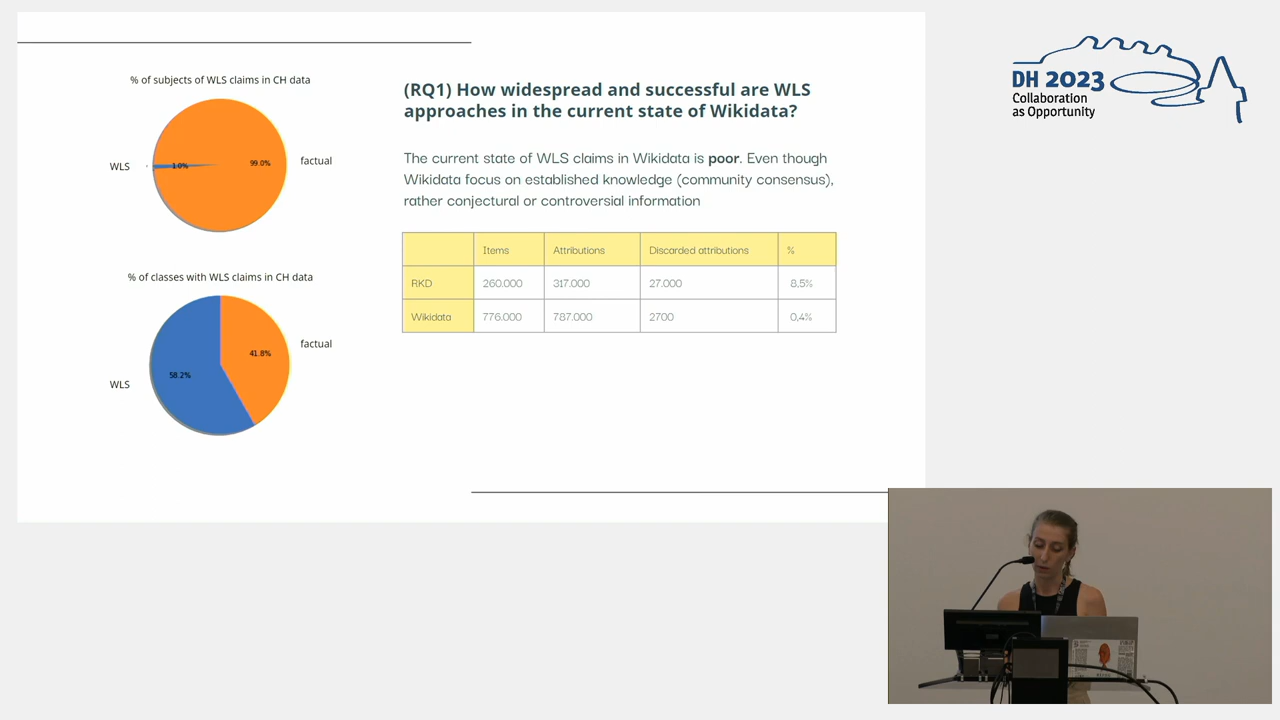 % of subjects of WLS claims in CH data
WLS
1.0%
99.0%
factual
% of classes with WLS claims in CH data
WLS
58.2%
41.8%
factual
(RQ1) How widespread and successful are WLS
approaches in the current state of Wikidata?
The current state of WLS claims in Wikidata is poor. Even though
Wikidata focus on established knowledge (community consensus),
rather conjectural or controversial information
Items Attributions Discarded attributions %
RKD 260.000 317.000 27.000 8,5%
Wikidata 776.000 787.000 2700 0,4%
DH 2023
Collaboration
as Opportunity